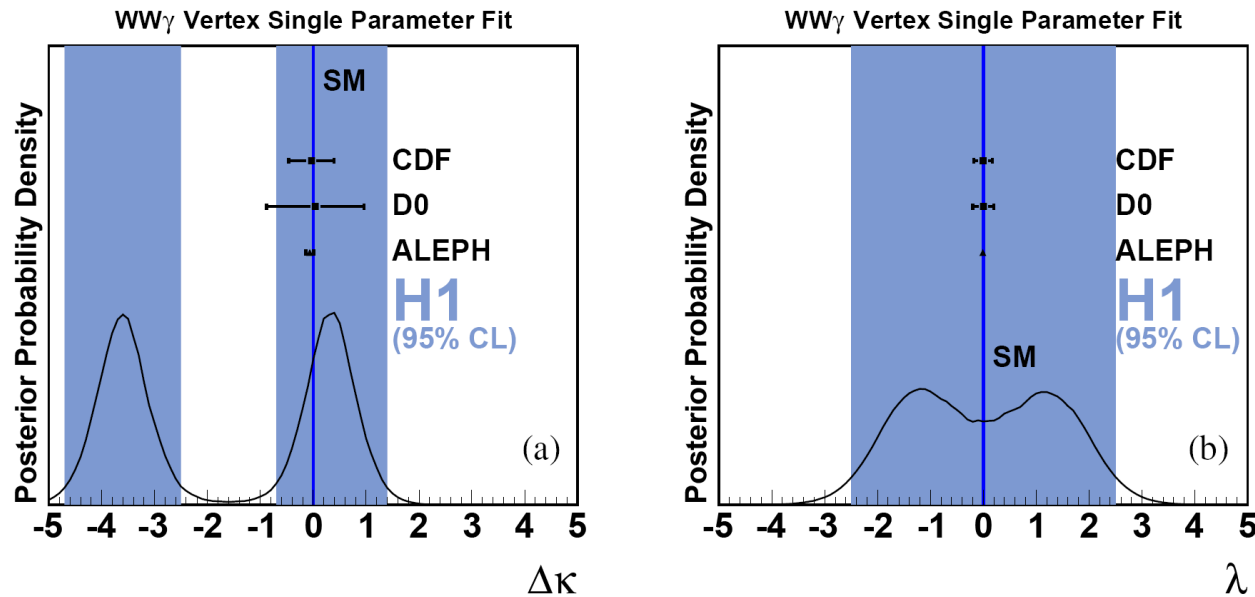 WWγ Vertex Single Parameter Fit
Posterior Probability Density
SM
CDF
D0
ALEPH
H1
(95% CL)
(a)
-5 -4 -3 -2 -1 0 1 2 3 4 5
Δκ
WWγ Vertex Single Parameter Fit
Posterior Probability Density
CDF
D0
ALEPH
H1
(95% CL)
SM
(b)
-5 -4 -3 -2 -1 0 1 2 3 4 5
λ